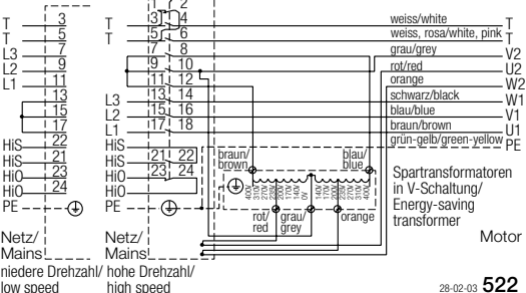 1 2
T 3 T 3 4 weiss/white T
T 5 T 5 6 weiss, rosa/white, pink T
L3 7 7 8 grau/grey V2
L2 9 9 10 rot/red U2
L1 11 11 12 orange W2
13 L3 13 14 schwarz/black W1
15 L2 15 16 blau/blue V1
17 L1 17 18 braun/brown U1
HiS 22 HiS grün-gelb/green-yellow PE
HiS 21 HiS 21 22 braun/ brown blau/ blue
HiO 23 HiO 23 24
HiO 24 HiO
PE PE
Spartransformatoren
in V-Schaltung/
Energy-saving
transformer
rot/ red grau/ grey orange
Netz/ Netz/ Motor
Mains Mains
niedere Drehzahl/ hohe Drehzahl/
low speed high speed 28-02-03 522